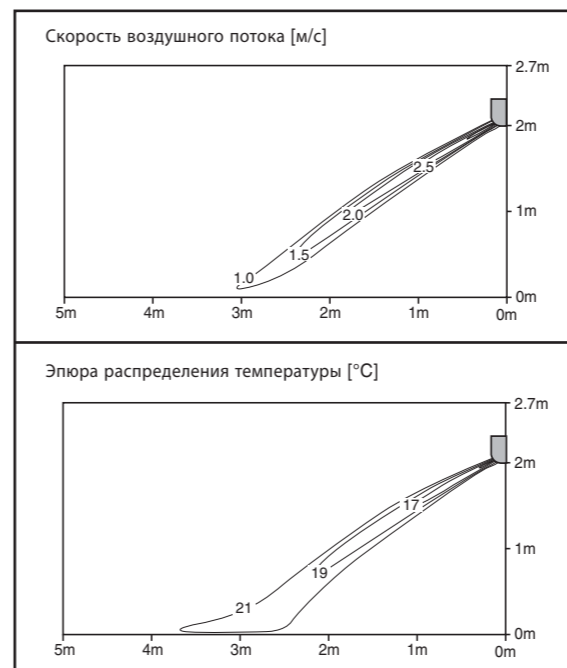 Скорость воздушного потока [м/с]
2.7m
2m
2.5
2.0
1m
1.5
1.0
0m
5m 4m 3m 2m 1m 0m
Эпюра распределения температуры [°C]
2.7m
2m
17
1m
19
21
0m
5m 4m 3m 2m 1m 0m